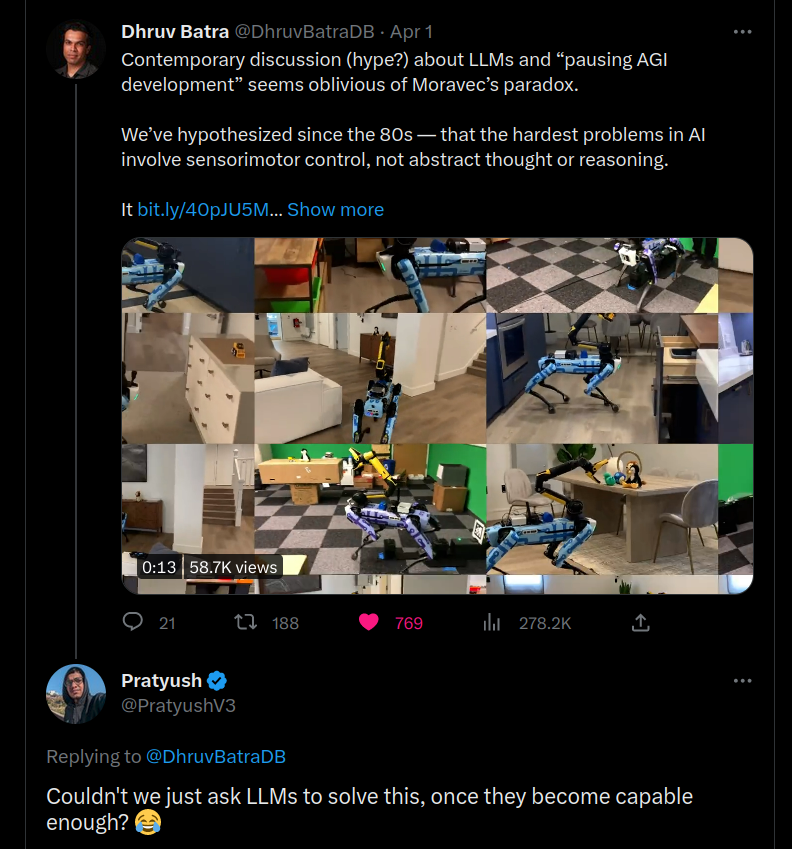 Dhruv Batra @DhruvBatraDB · Apr 1
Contemporary discussion (hype?) about LLMs and “pausing AGI
development” seems oblivious of Moravec’s paradox.
We’ve hypothesized since the 80s — that the hardest problems in AI
involve sensorimotor control, not abstract thought or reasoning.
It bit.ly/40pJU5M... Show more
0:13 58.7K views
21 188 769 278.2K
Pratyush
@PratyushV3
Replying to @DhruvBatraDB
Couldn't we just ask LLMs to solve this, once they become capable
enough? 😂